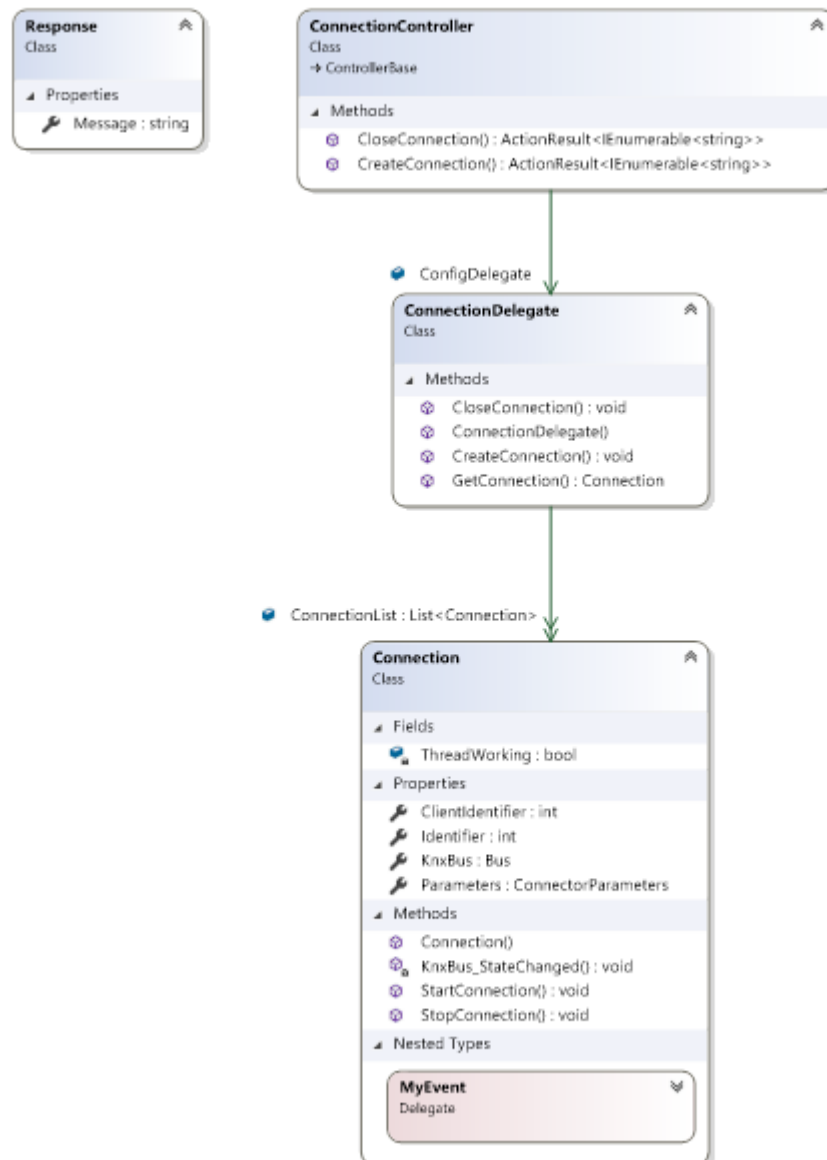 Response
Class
Properties
Message : string
ConnectionController
Class
→ ControllerBase
Methods
CloseConnection() : ActionResult<IEnumerable<string>>
CreateConnection() : ActionResult<IEnumerable<string>>
ConfigDelegate
ConnectionDelegate
Class
Methods
CloseConnection() : void
ConnectionDelegate()
CreateConnection() : void
GetConnection() : Connection
ConnectionList : List<Connection>
Connection
Class
Fields
ThreadWorking : bool
Properties
ClientIdentifier : int
Identifier : int
KnxBus : Bus
Parameters : ConnectorParameters
Methods
Connection()
KnxBus_StateChanged() : void
StartConnection() : void
StopConnection() : void
Nested Types
MyEvent
Delegate